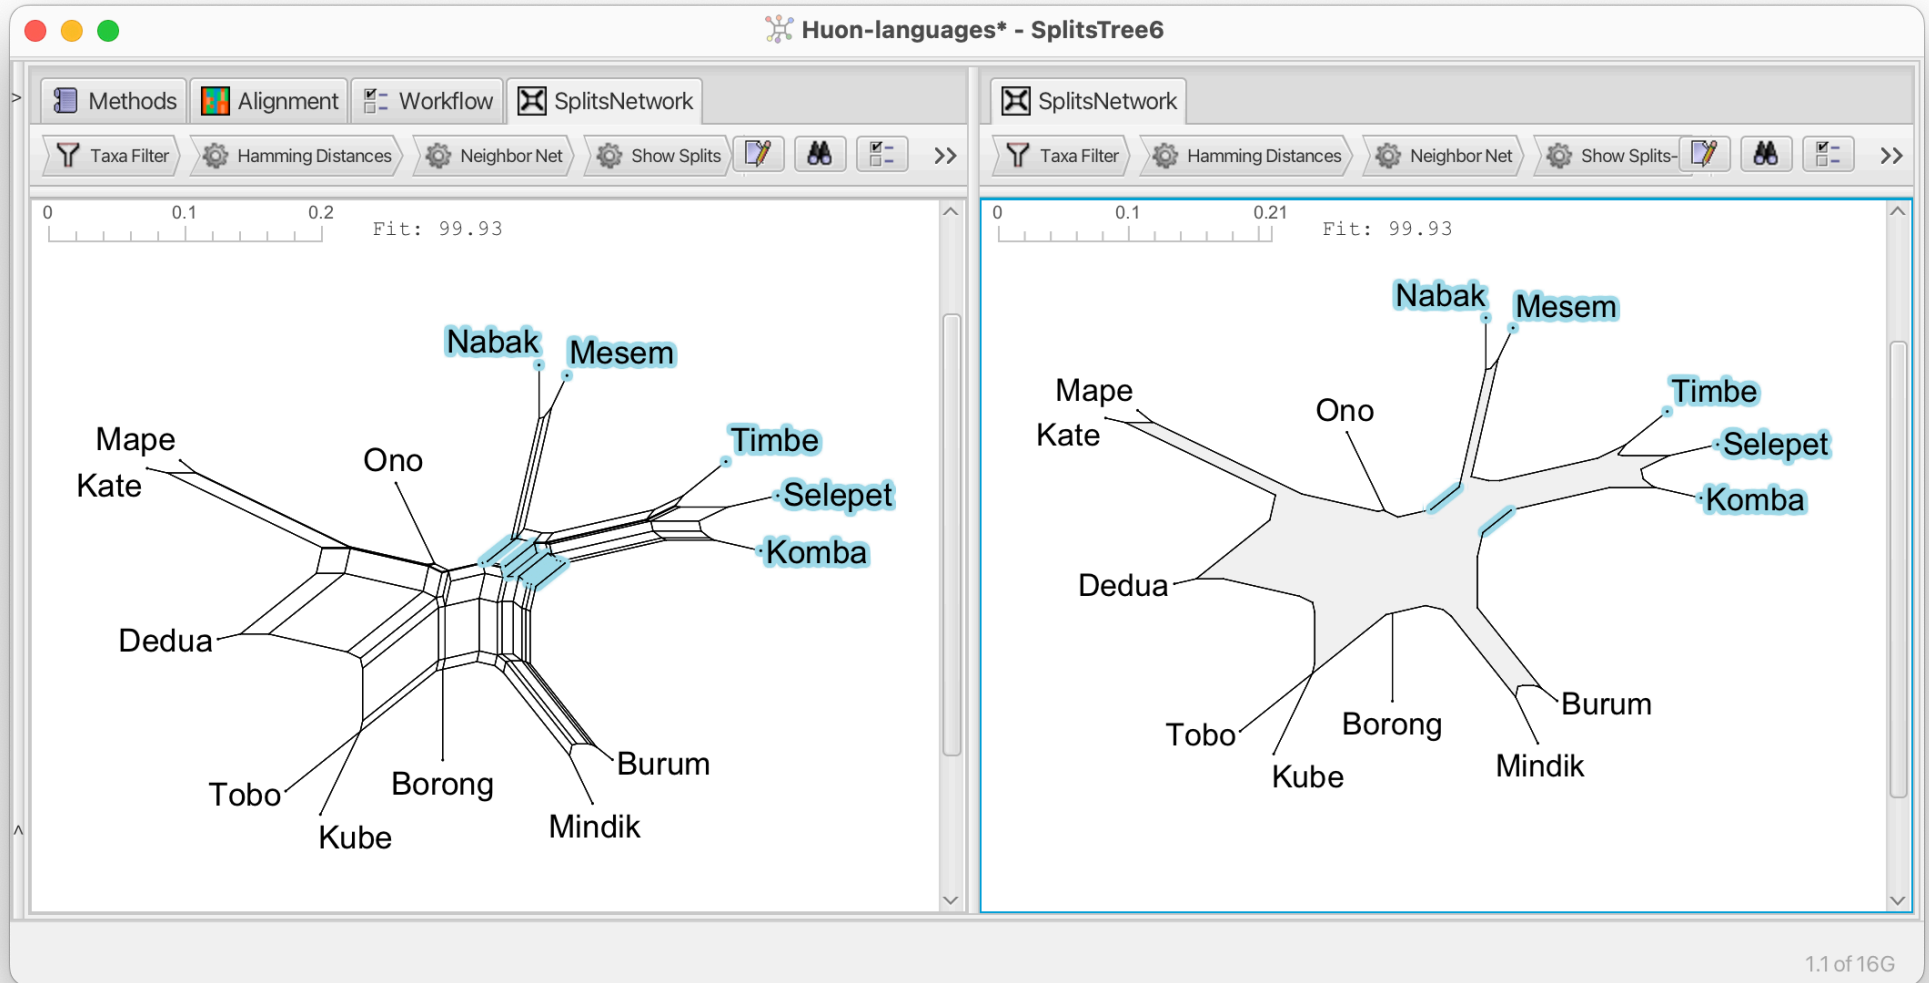 Huon-languages* - SplitsTree6
>
Methods
Alignment
Workflow
SplitsNetwork
Taxa Filter
Hamming Distances
Neighbor Net
Show Splits
>>
0 0.1 0.2
Fit: 99.93
Nabak
Mesem
Timbe
Selepet
Komba
Mape
Kate
Ono
Dedua
Tobo
Kube
Borong
Mindik
Burum
SplitsNetwork
Taxa Filter
Hamming Distances
Neighbor Net
Show Splits-
>>
0 0.1 0.21
Fit: 99.93
Nabak
Mesem
Timbe
Selepet
Komba
Mape
Kate
Ono
Dedua
Tobo
Kube
Borong
Mindik
Burum
1.1 of 16G